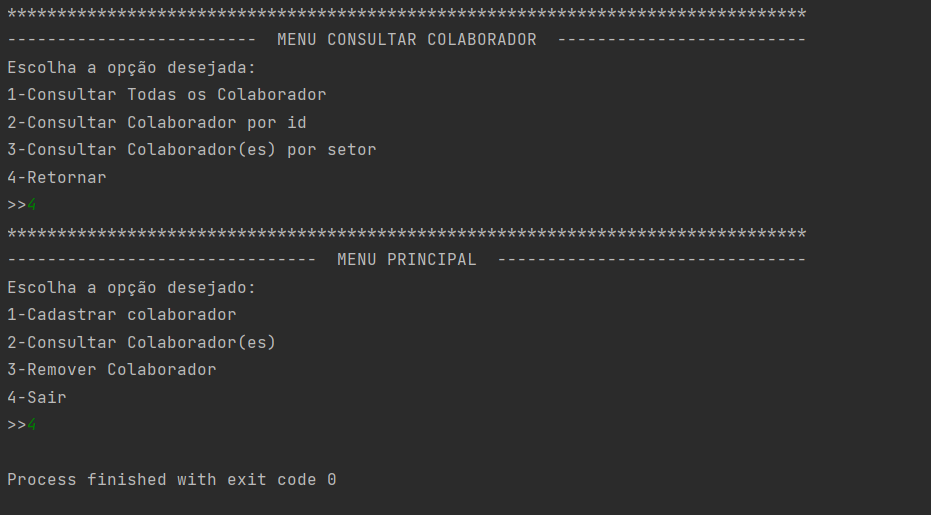 ********************************************************************************
-------------------------  MENU CONSULTAR COLABORADOR  -------------------------
Escolha a opção desejada:
1-Consultar Todas os Colaborador
2-Consultar Colaborador por id
3-Consultar Colaborador(es) por setor
4-Retornar
>>4
********************************************************************************
-------------------------------  MENU PRINCIPAL  -------------------------------
Escolha a opção desejado:
1-Cadastrar colaborador
2-Consultar Colaborador(es)
3-Remover Colaborador
4-Sair
>>4
Process finished with exit code 0